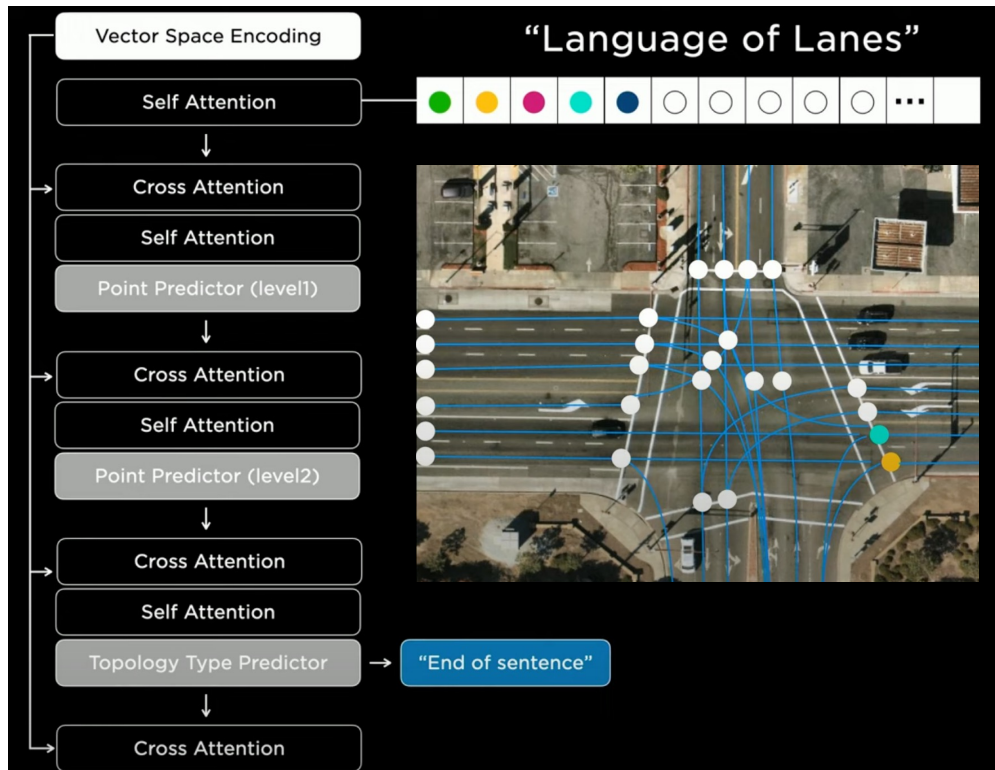 Vector Space Encoding
“Language of Lanes”
Self Attention
...
Cross Attention
Self Attention
Point Predictor (level1)
Cross Attention
Self Attention
Point Predictor (level2)
Cross Attention
Self Attention
Topology Type Predictor
“End of sentence”
Cross Attention